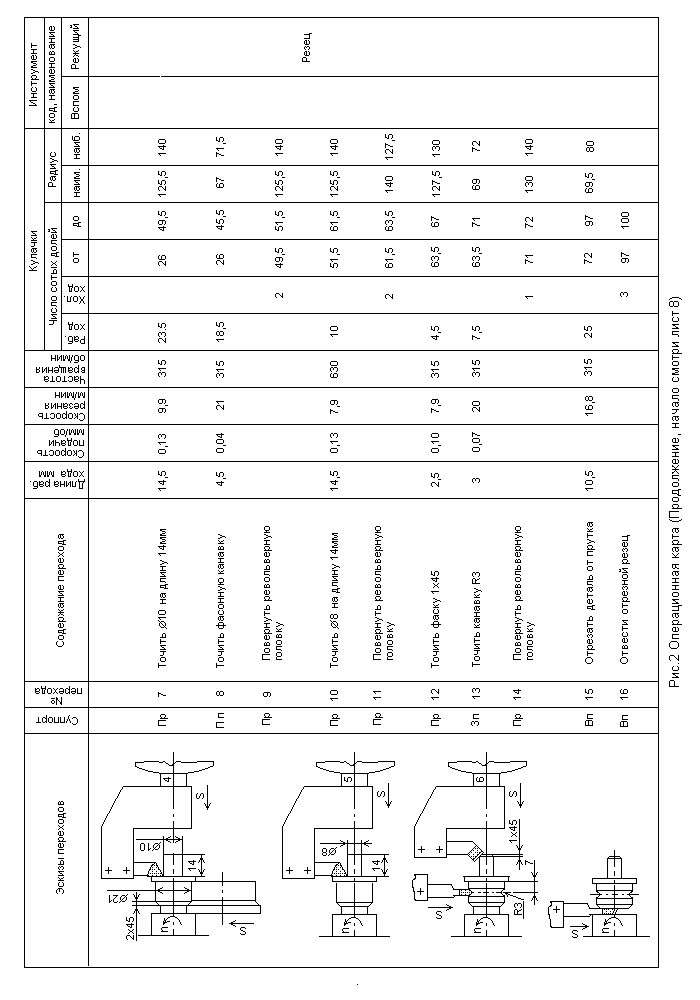 Эскизы переходов
Суппорт
№ перехода
Содержание перехода
Длина раб. хода мм
Скорость подачи мм/об
Скорость резания м/мин
Частота вращения об/мин
Кулачки
Число сотых долей
Раб. ход
Хол. ход
от
до
Радиус
наим.
наиб.
Инструмент
код, наименование
Вспом
Режущий
Пр 7 Точить Ø10 на длину 14мм 14,5 0,13 9,9 315 23.5 26 49,5 125,5 140
П п 8 Точить фасонную канавку 4,5 0,04 21 315 18,5 26 45,5 67 71,5
Пр 9 Повернуть револьверную головку 2 49,5 51,5 125,5 140
Пр 10 Точить Ø8 на длину 14мм 14,5 0,13 7,9 630 10 51,5 61,5 125,5 140
Пр 11 Повернуть револьверную головку 2 61,5 63,5 140 127,5
Пр 12 Точить фаску 1x45 2,5 0,10 7,9 315 4,5 63,5 67 127,5 130
Зп 13 Точить канавку R3 3 0,07 20 315 7,5 63,5 71 69 72
Пр 14 Повернуть револьверную головку 1 71 72 130 140
Вп 15 Отрезать деталь от прутка 10,5 16,8 315 25 72 97 69,5 80
Вп 16 Отвести отрезной резец 3 97 100
Резец
4
S
Ø10
14
Ø21
2x45
n
S
5
S
Ø8
14
n
6
S
1x45
7
R3
S
n
S
n
Рис.2 Операционная карта (Продолжение, начало смотри лист 8)